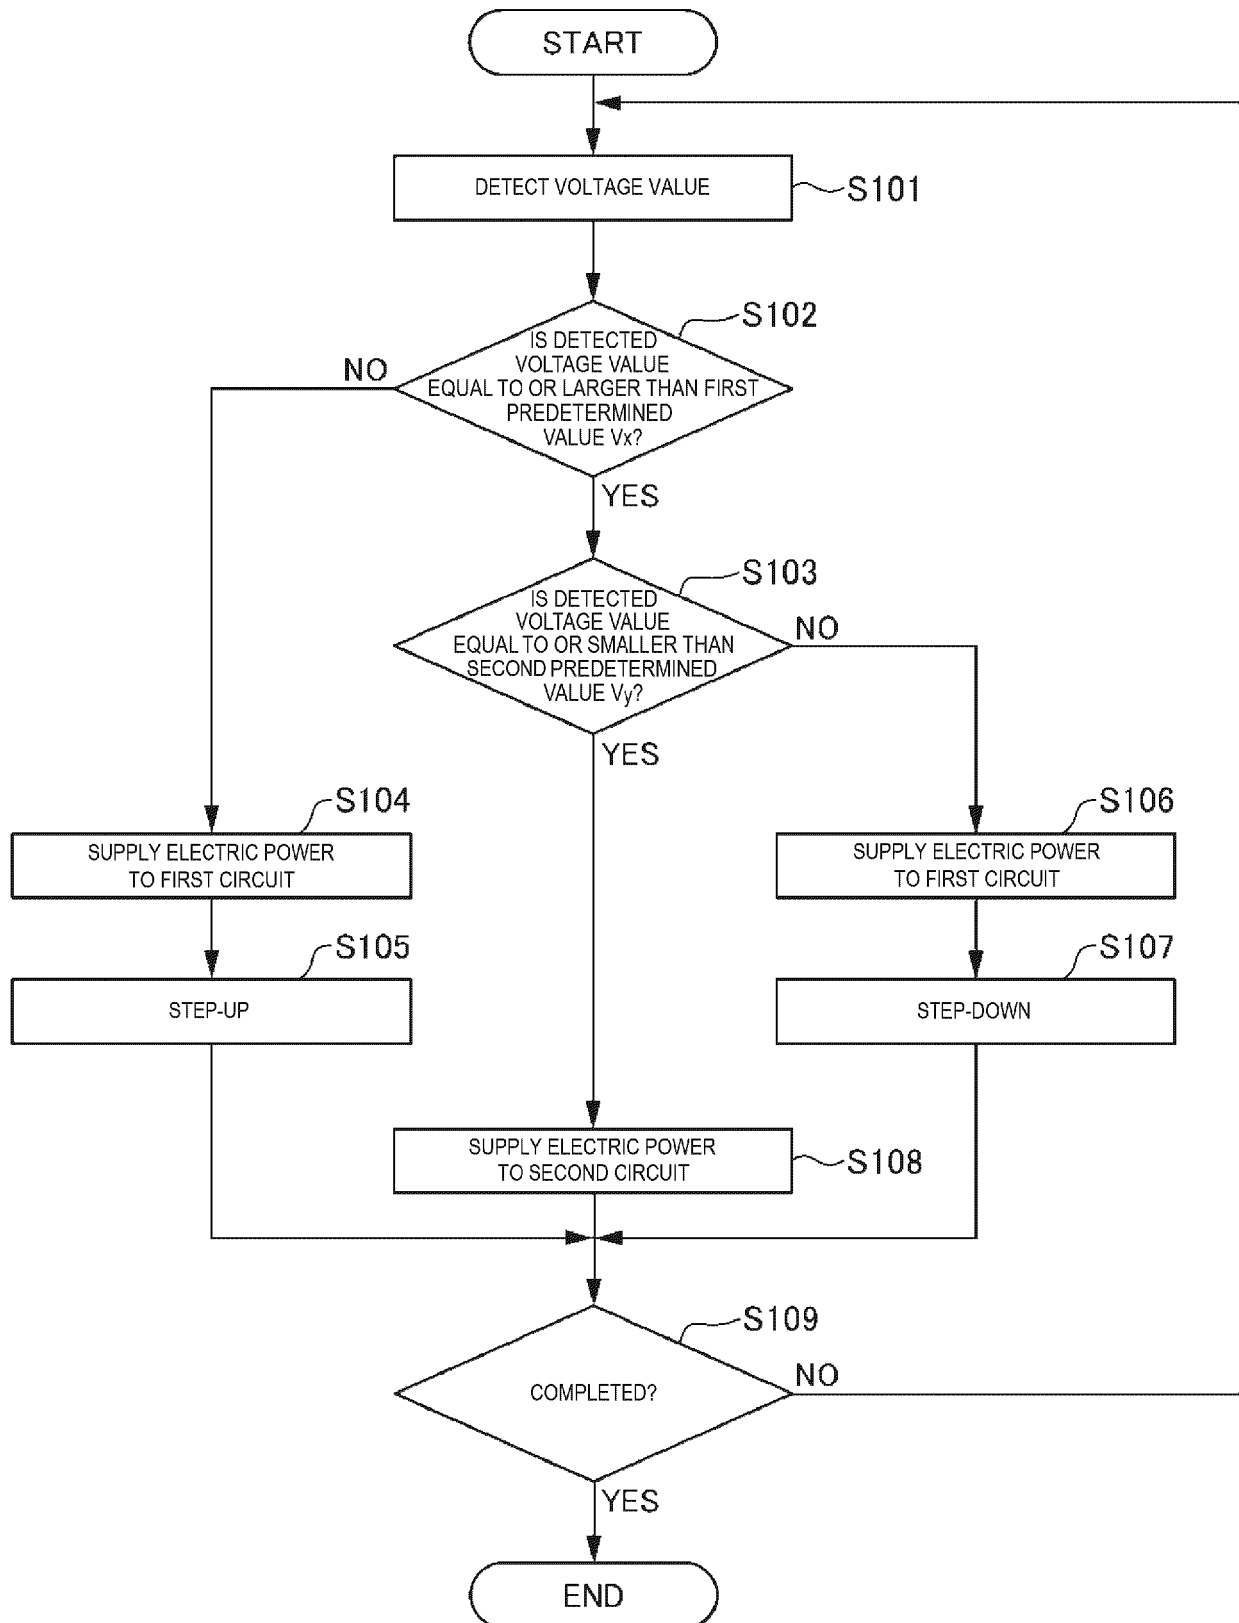 START
DETECT VOLTAGE VALUE
S101
S102
IS DETECTED
VOLTAGE VALUE
EQUAL TO OR LARGER THAN FIRST
PREDETERMINED
VALUE Vx?
NO
YES
S103
IS DETECTED
VOLTAGE VALUE
EQUAL TO OR SMALLER THAN
SECOND PREDETERMINED
VALUE Vy?
NO
YES
S104
SUPPLY ELECTRIC POWER
TO FIRST CIRCUIT
S106
SUPPLY ELECTRIC POWER
TO FIRST CIRCUIT
S105
STEP-UP
S107
STEP-DOWN
SUPPLY ELECTRIC POWER
TO SECOND CIRCUIT
S108
S109
COMPLETED?
NO
YES
END